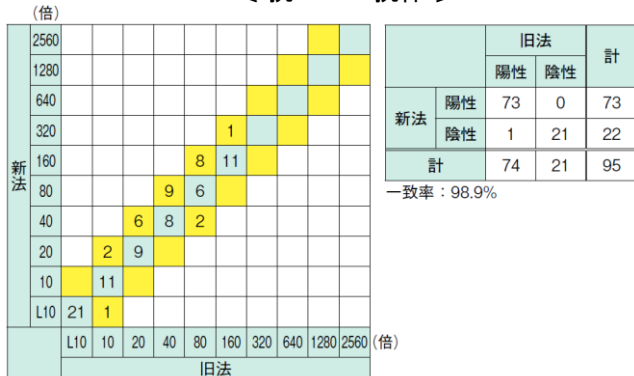 (倍)
2560
1280
640
320 1
160 8 11
80 9 6
40 6 8 2
20 2 9
10 11
L10 21 1
L10 10 20 40 80 160 320 640 1280 2560 (倍)
新法
旧法
旧法 計
陽性 陰性
新法 陽性 73 0 73
陰性 1 21 22
計 74 21 95
一致率：98.9%